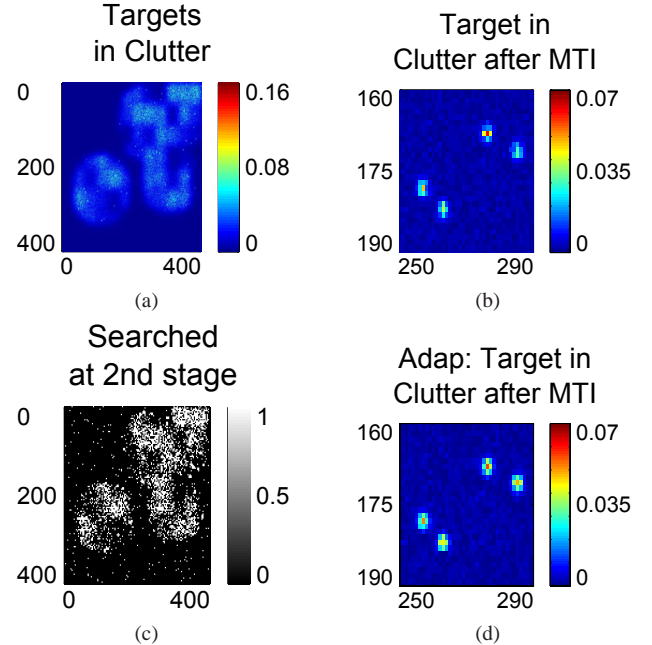 Targets
in Clutter
0
200
400
0
400
0.16
0.08
0
(a)
Target in
Clutter after MTI
160
175
190
250
290
0.07
0.035
0
(b)
Searched
at 2nd stage
0
200
400
0
400
1
0.5
0
(c)
Adap: Target in
Clutter after MTI
160
175
190
250
290
0.07
0.035
0
(d)